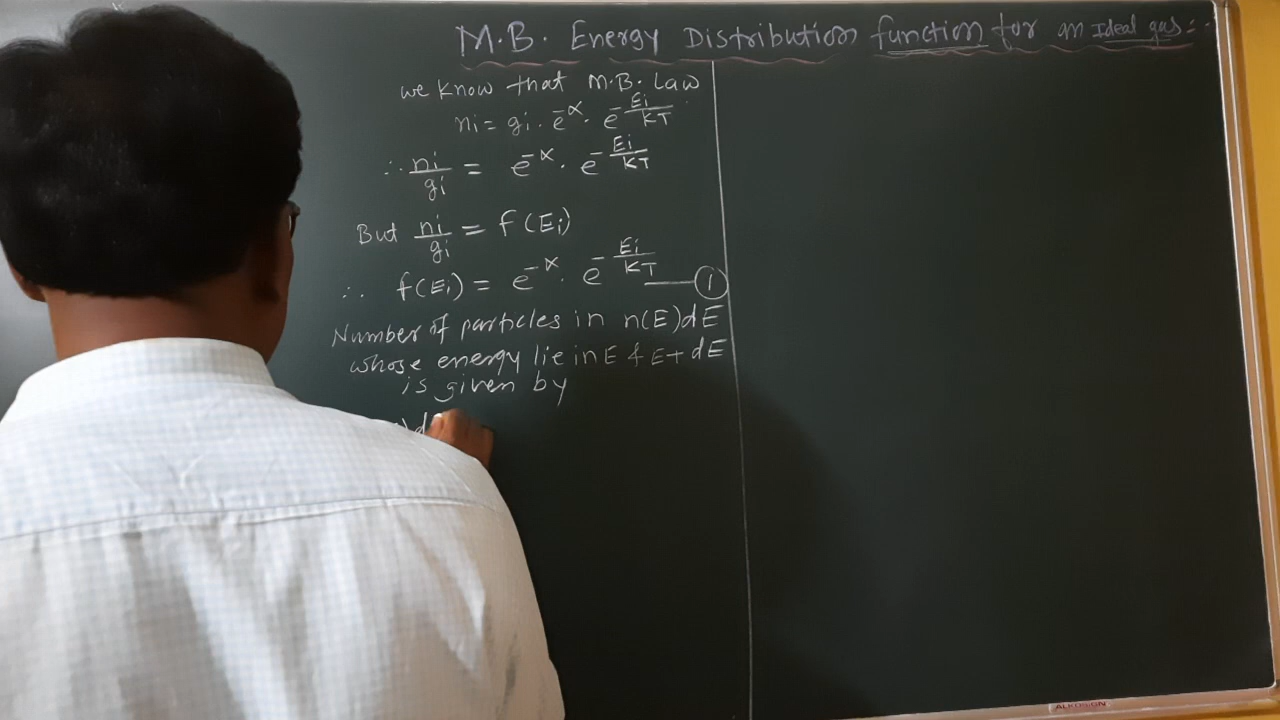 M.B. Energy Distribution function for an Ideal gas:-
we know that M.B. Law
ni = gi . e^-α . e^-Ei/KT
∴ ni/gi = e^-α . e^-Ei/KT
But ni/gi = f(Ei)
∴ f(Ei) = e^-α . e^-Ei/KT —— ①
Number of particles in n(E)dE
whose energy lie in E & E+dE
is given by
)d
ALKOSIGN